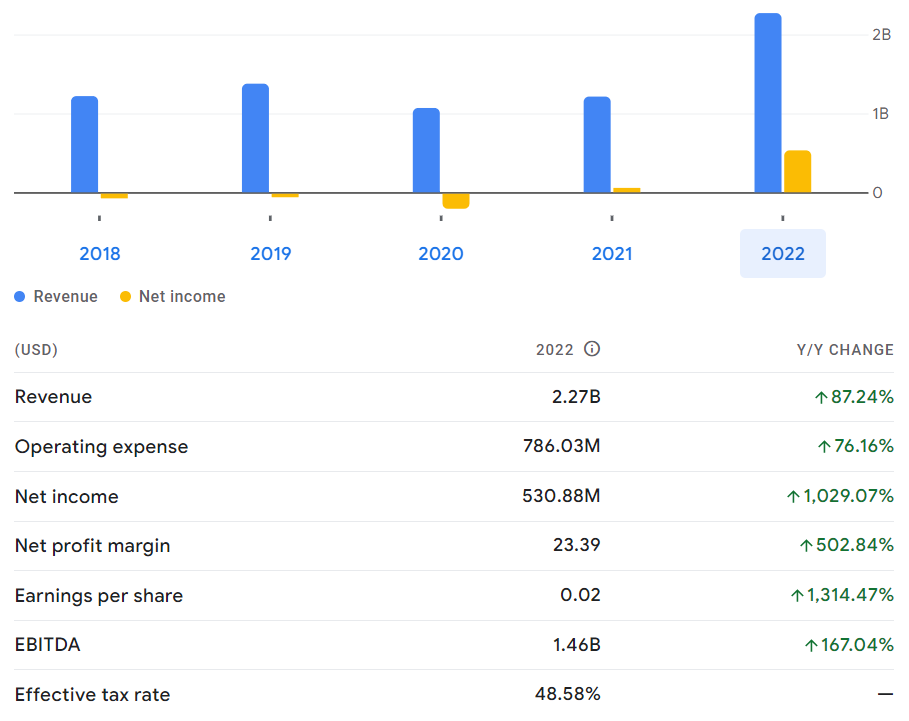 2B
1B
0
2018 2019 2020 2021 2022
Revenue Net income
(USD) 2022 Y/Y CHANGE
Revenue 2.27B ↑87.24%
Operating expense 786.03M ↑76.16%
Net income 530.88M ↑1,029.07%
Net profit margin 23.39 ↑502.84%
Earnings per share 0.02 ↑1,314.47%
EBITDA 1.46B ↑167.04%
Effective tax rate 48.58% —